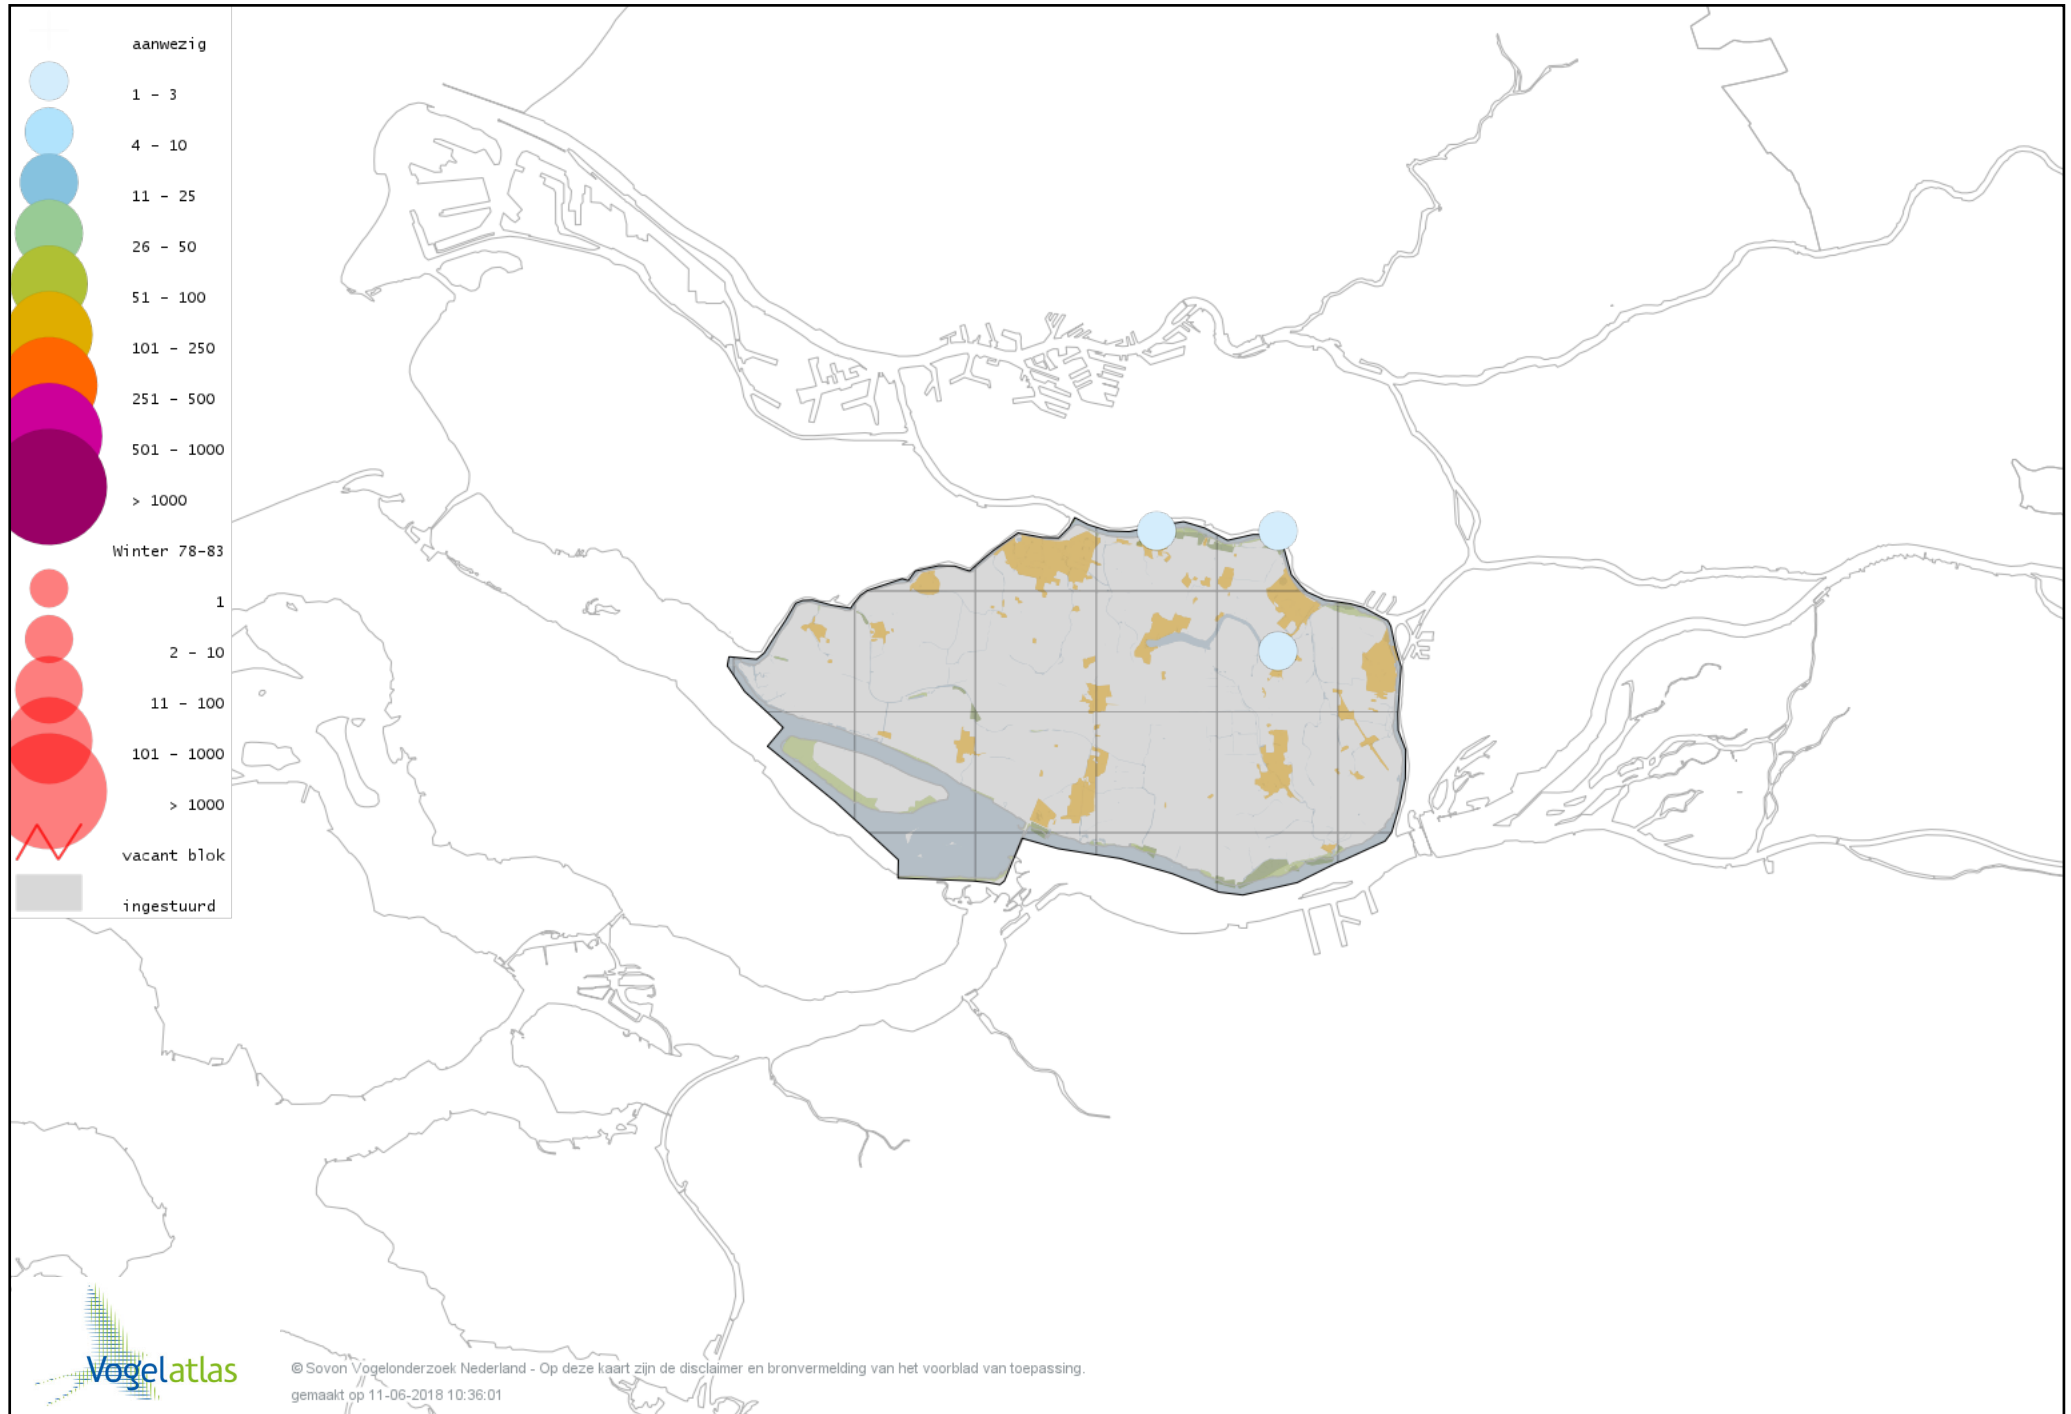 aanwezig
1 - 3
4 - 10
11 - 25
26 - 50
51 - 100
101 - 250
251 - 500
501 - 1000
> 1000
Winter 78-83
1
2 - 10
11 - 100
101 - 1000
> 1000
vacant blok
ingestuurd
Vogelatlas
© Sovon Vogelonderzoek Nederland - Op deze kaart zijn de disclaimer en bronvermelding van het voorblad van toepassing.
gemaakt op 11-06-2018 10:36:01